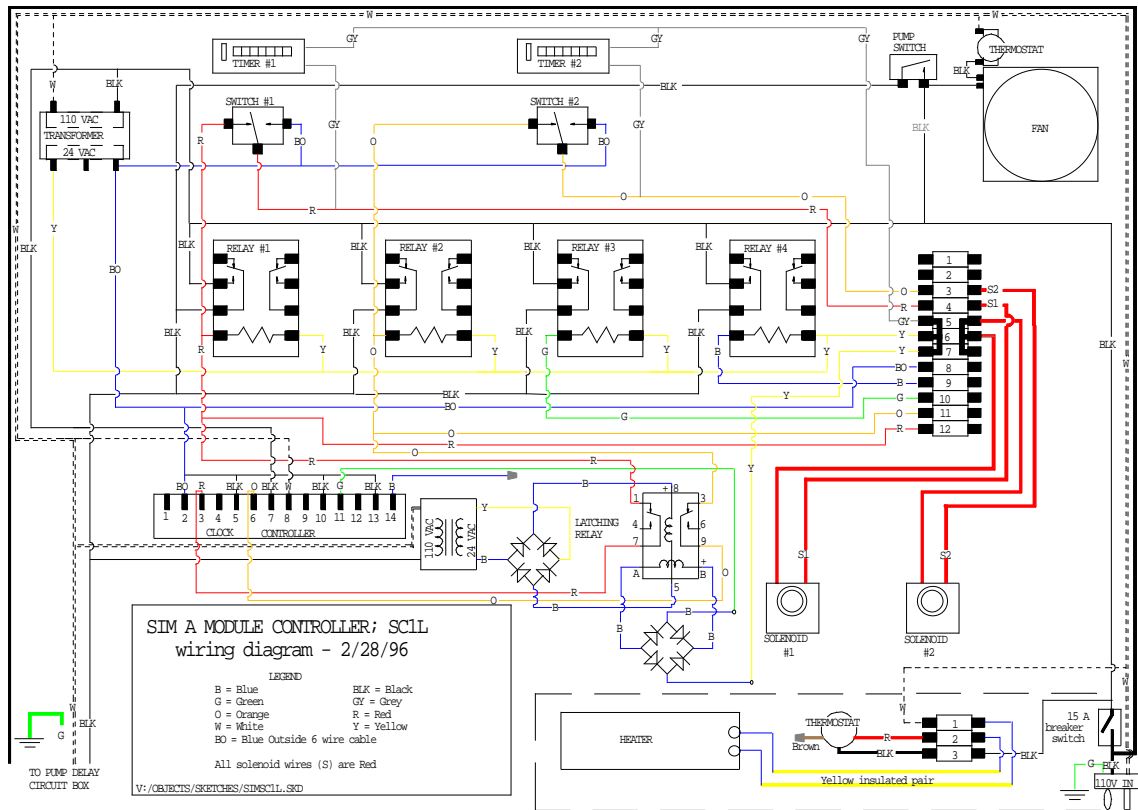 W
W
GY
GY
GY
PUMP
SWITCH
THERMOSTAT
TIMER #1
TIMER #2
BLK
W
BLK
BLK
FAN
110 VAC
TRANSFORMER
24 VAC
SWITCH #1
SWITCH #2
GY
GY
BLK
R
BO
O
BO
O
O
R
R
Y
W
BLK
BO
BLK
BLK
BLK
BLK
RELAY #1
RELAY #2
RELAY #3
RELAY #4
1
2
O
3
S2
R
4
S1
GY
5
Y
6
Y
7
BO
8
B
9
G
10
O
11
R
12
BLK
BLK
BLK
BLK
R
O
G
B
Y
Y
Y
Y
BLK
W
BLK
BO
Y
G
O
R
O
R
R
Y
BO
R
BLK
O
BLK
W
BLK
G
BLK
B
1
2
3
4
5
6
7
8
9
10
11
12
13
14
CLOCK
CONTROLLER
110 VAC
24 VAC
Y
B
B
B
LATCHING
RELAY
1
+
8
3
4
6
7
9
A
+
B
5
R
R
O
O
B
B
B
S1
S2
SOLENOID
#1
SOLENOID
#2
SIM A MODULE CONTROLLER; SC1L
wiring diagram - 2/28/96
LEGEND
B = Blue
BLK = Black
G = Green
GY = Grey
O = Orange
R = Red
W = White
Y = Yellow
BO = Blue Outside 6 wire cable
All solenoid wires (S) are Red
V:/OBJECTS/SKETCHES/SIMSC1L.SKD
W
BLK
G
TO PUMP DELAY
CIRCUIT BOX
HEATER
THERMOSTAT
Brown
R
BLK
W
1
2
3
BLK
Yellow insulated pair
W
15 A
breaker
switch
G
BLK
110V IN